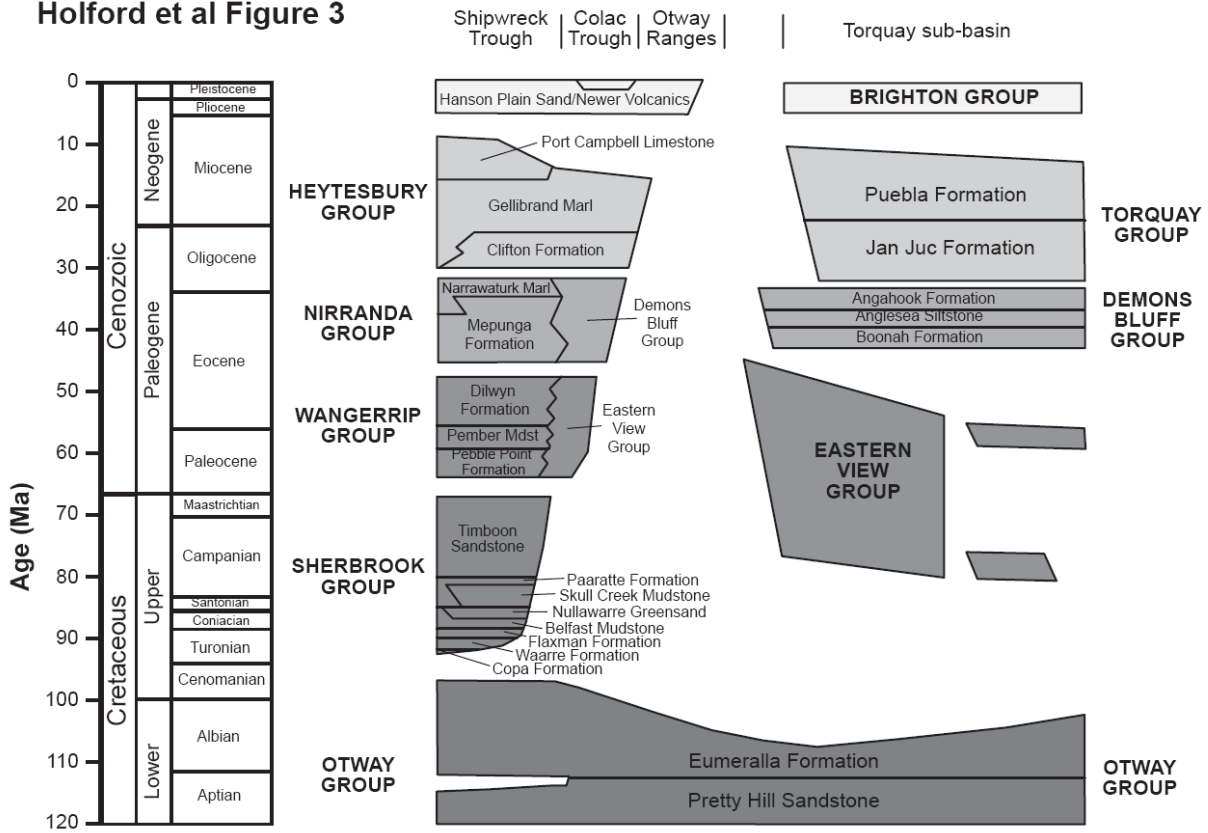 Holford et al Figure 3
Shipwreck
Trough
Colac
Trough
Otway
Ranges
Torquay sub-basin
Age (Ma)
0
10
20
30
40
50
60
70
80
90
100
110
120
Cenozoic
Cretaceous
Neogene
Paleogene
Upper
Lower
Pleistocene
Pliocene
Miocene
Oligocene
Eocene
Paleocene
Maastrichtian
Campanian
Santonian
Coniacian
Turonian
Cenomanian
Albian
Aptian
HEYTESBURY
GROUP
NIRRANDA
GROUP
WANGERRIP
GROUP
SHERBROOK
GROUP
OTWAY
GROUP
Hanson Plain Sand/Newer Volcanics
Port Campbell Limestone
Gellibrand Marl
Clifton Formation
Narrawaturk Marl
Mepunga
Formation
Demons
Bluff
Group
Dilwyn
Formation
Pember Mdst
Pebble Point
Formation
Eastern
View
Group
Timboon
Sandstone
Paaratte Formation
Skull Creek Mudstone
Nullawarre Greensand
Belfast Mudstone
Flaxman Formation
Waarre Formation
Copa Formation
Eumeralla Formation
Pretty Hill Sandstone
BRIGHTON GROUP
Puebla Formation
Jan Juc Formation
TORQUAY
GROUP
Angahook Formation
Anglesea Siltstone
Boonah Formation
DEMONS
BLUFF
GROUP
EASTERN
VIEW
GROUP
OTWAY
GROUP